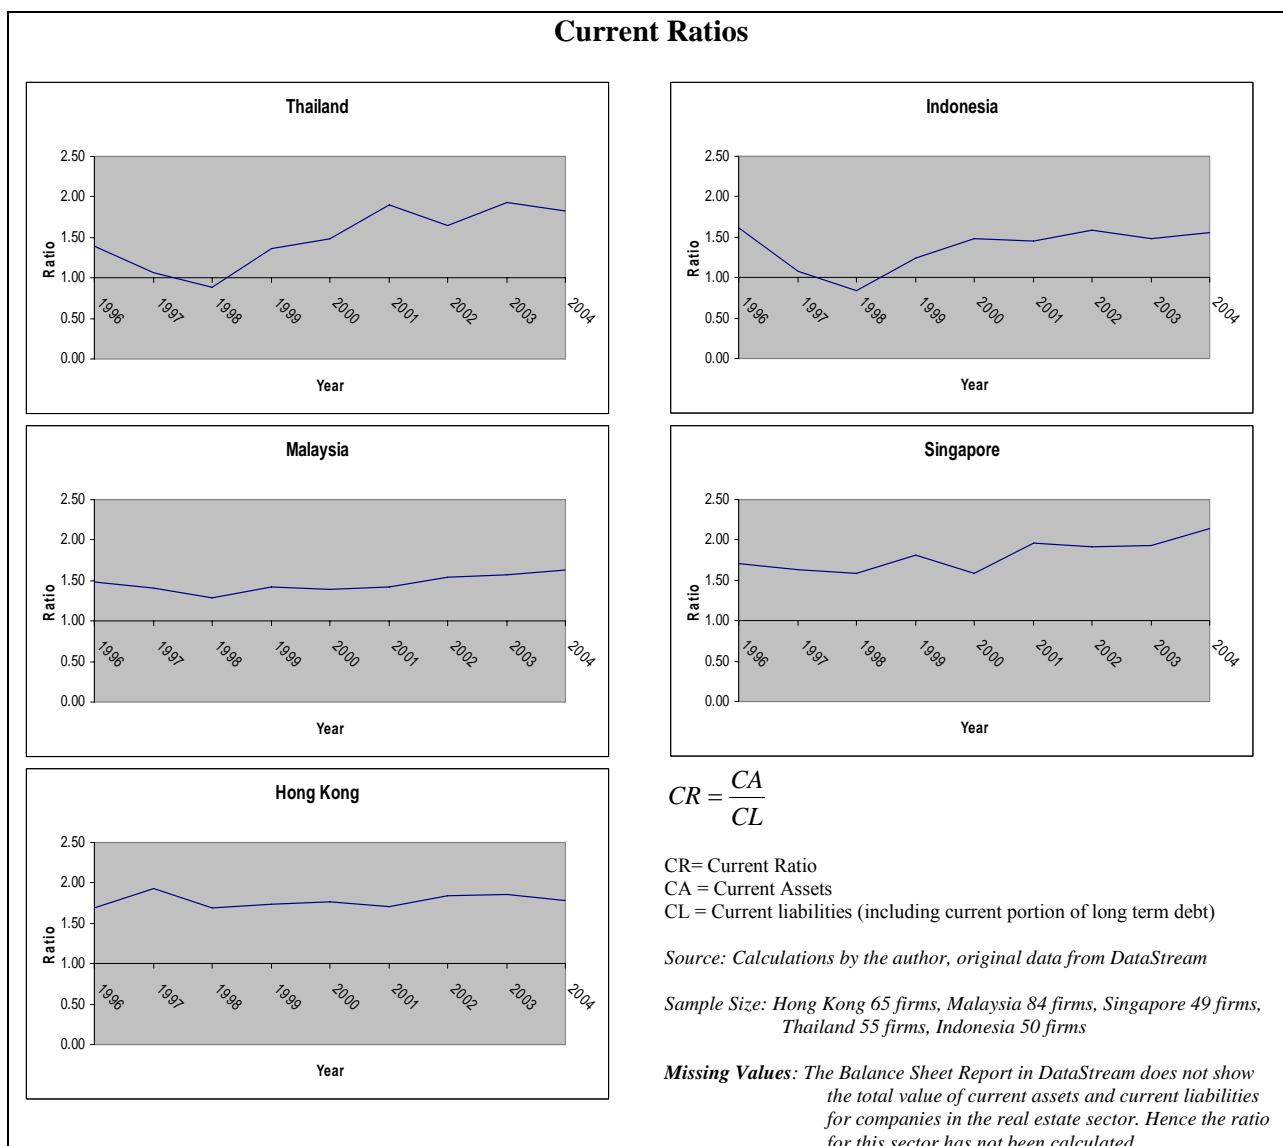 Current Ratios
Thailand
2.50
2.00
1.50
1.00
0.50
0.00
Ratio
1996
1997
1998
1999
2000
2001
2002
2003
2004
Year
Indonesia
2.50
2.00
1.50
1.00
0.50
0.00
Ratio
1996
1997
1998
1999
2000
2001
2002
2003
2004
Year
Malaysia
2.50
2.00
1.50
1.00
0.50
0.00
Ratio
1996
1997
1998
1999
2000
2001
2002
2003
2004
Year
Singapore
2.50
2.00
1.50
1.00
0.50
0.00
Ratio
1996
1997
1998
1999
2000
2001
2002
2003
2004
Year
Hong Kong
2.50
2.00
1.50
1.00
0.50
0.00
Ratio
1996
1997
1998
1999
2000
2001
2002
2003
2004
Year
CR = CA / CL
CR= Current Ratio
CA = Current Assets
CL = Current liabilities (including current portion of long term debt)
Source: Calculations by the author, original data from DataStream
Sample Size: Hong Kong 65 firms, Malaysia 84 firms, Singapore 49 firms,
Thailand 55 firms, Indonesia 50 firms
Missing Values: The Balance Sheet Report in DataStream does not show
the total value of current assets and current liabilities
for companies in the real estate sector. Hence the ratio
for this sector has not been calculated